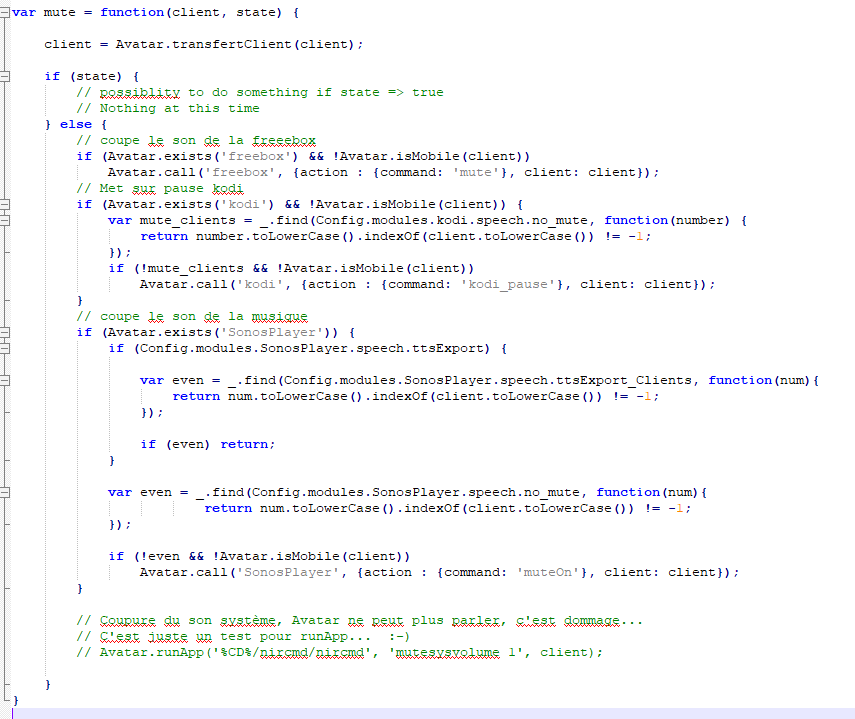 var mute = function(client, state) {
client = Avatar.transfertClient(client);
if (state) {
// possiblity to do something if state => true
// Nothing at this time
} else {
// coupe le son de la freeebox
if (Avatar.exists('freebox') && !Avatar.isMobile(client))
Avatar.call('freebox', {action : {command: 'mute'}, client: client});
// Met sur pause kodi
if (Avatar.exists('kodi') && !Avatar.isMobile(client)) {
var mute_clients = _.find(Config.modules.kodi.speech.no_mute, function(number) {
return number.toLowerCase().indexOf(client.toLowerCase()) != -1;
});
if (!mute_clients && !Avatar.isMobile(client))
Avatar.call('kodi', {action : {command: 'kodi_pause'}, client: client});
}
// coupe le son de la musique
if (Avatar.exists('SonosPlayer')) {
if (Config.modules.SonosPlayer.speech.ttsExport) {
var even = _.find(Config.modules.SonosPlayer.speech.ttsExport_Clients, function(num){
return num.toLowerCase().indexOf(client.toLowerCase()) != -1;
});
if (even) return;
}
var even = _.find(Config.modules.SonosPlayer.speech.no_mute, function(num){
return num.toLowerCase().indexOf(client.toLowerCase()) != -1;
});
if (!even && !Avatar.isMobile(client))
Avatar.call('SonosPlayer', {action : {command: 'muteOn'}, client: client});
}
// Coupure du son système, Avatar ne peut plus parler, c'est dommage...
// C'est juste un test pour runApp... :-)
// Avatar.runApp('%CD%/nircmd/nircmd', 'mutesysvolume 1', client);
}
}